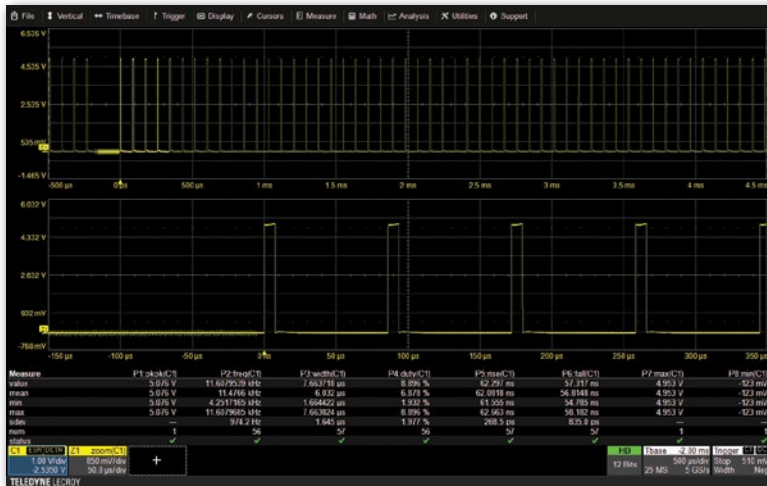 File Vertical Timebase Trigger Display Cursors Measure Math Analysis Utilities Support
6.535 V
4.535 V
2.535 V
535 mV
-1.465 V
-500 µs 0 µs 500 µs 1 ms 1.5 ms 2 ms 2.5 ms 3 ms 3.5 ms 4 ms 4.5 ms
6.032 V
4.332 V
2.632 V
932 mV
-768 mV
-150 µs -100 µs -50 µs 0 µs 50 µs 100 µs 150 µs 200 µs 250 µs 300 µs 350 µs
Measure P1:pkpk(C1) P2:freq(C1) P3:width(C1) P4:duty(C1) P5:rise(C1) P6:fall(C1) P7:max(C1) P8:min(C1)
value 5.076 V 11.6079539 kHz 7.663718 µs 8.896 % 62.297 ns 57.317 ns 4.953 V -123 mV
mean 5.076 V 11.4766 kHz 6.032 µs 6.878 % 62.0818 ns 56.8148 ns 4.953 V -123 mV
min 5.076 V 4.2517165 kHz 1.664422 µs 1.932 % 61.555 ns 54.785 ns 4.953 V -123 mV
max 5.076 V 11.6079685 kHz 7.663824 µs 8.896 % 62.663 ns 58.182 ns 4.953 V -123 mV
sdev --- 974.2 Hz 1.645 µs 1.977 % 268.5 ps 835.0 ps --- ---
num 1 56 57 56 57 57 1 1
status
C1 Z1 zoom(C1) HD Tbase -2.00 ms Trigger
1.00 V/div 850 mV/div 12 Bits 500 µs/div Stop 510 mV
-2.5350 V 50.0 µs/div 25 MS 5 GS/s Width Neg
TELEDYNE LECROY